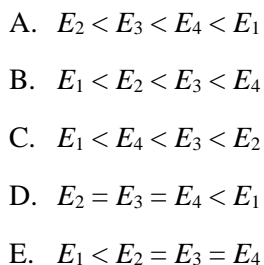 A. E₂ < E₃ < E₄ < E₁
B. E₁ < E₂ < E₃ < E₄
C. E₁ < E₄ < E₃ < E₂
D. E₂ = E₃ = E₄ < E₁
E. E₁ < E₂ = E₃ = E₄